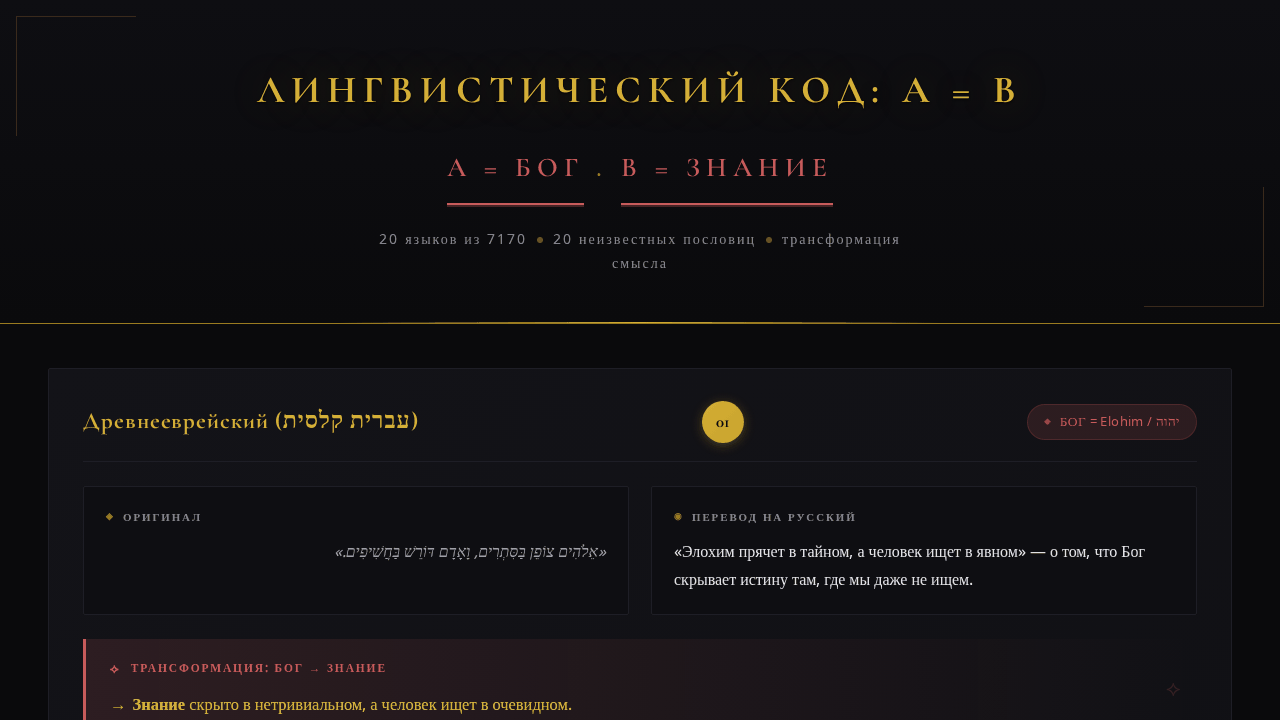 ЛИНГВИСТИЧЕСКИЙ КОД: A = B
A = БОГ . B = ЗНАНИЕ
20 языков из 7170 ● 20 неизвестных пословиц ● трансформация
смысла
Древнееврейский (עברית קלסית)
01
◆ БОГ = Elohim / יהוה
◆ ОРИГИНАЛ
«אֵלֹהִים צוֹפֵן בַּסְּתָרִים, וְאָדָם דּוֹרֵשׁ בַּחֲשִׂיפִים.»
◉ ПЕРЕВОД НА РУССКИЙ
«Элохим прячет в тайном, а человек ищет в явном» — о том, что Бог
скрывает истину там, где мы даже не ищем.
✧ ТРАНСФОРМАЦИЯ: БОГ → ЗНАНИЕ
→ Знание скрыто в нетривиальном, а человек ищет в очевидном.